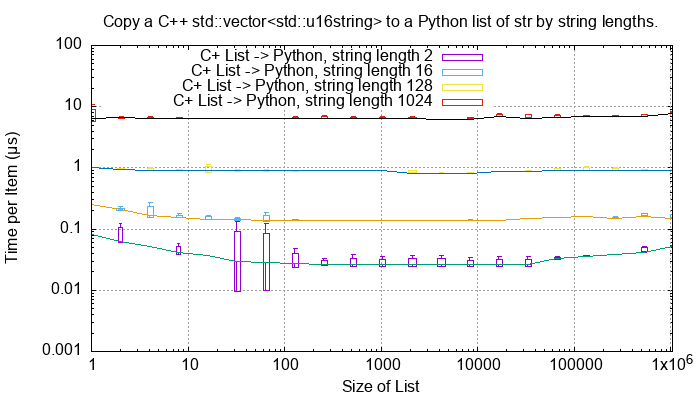 Copy a C++ std::vector<std::u16string> to a Python list of str by string lengths.
C+ List -> Python, string length 2
C+ List -> Python, string length 16
C+ List -> Python, string length 128
C+ List -> Python, string length 1024
100
10
1
0.1
0.01
0.001
Time per Item (µs)
1
10
100
1000
10000
100000
1x10⁶
Size of List